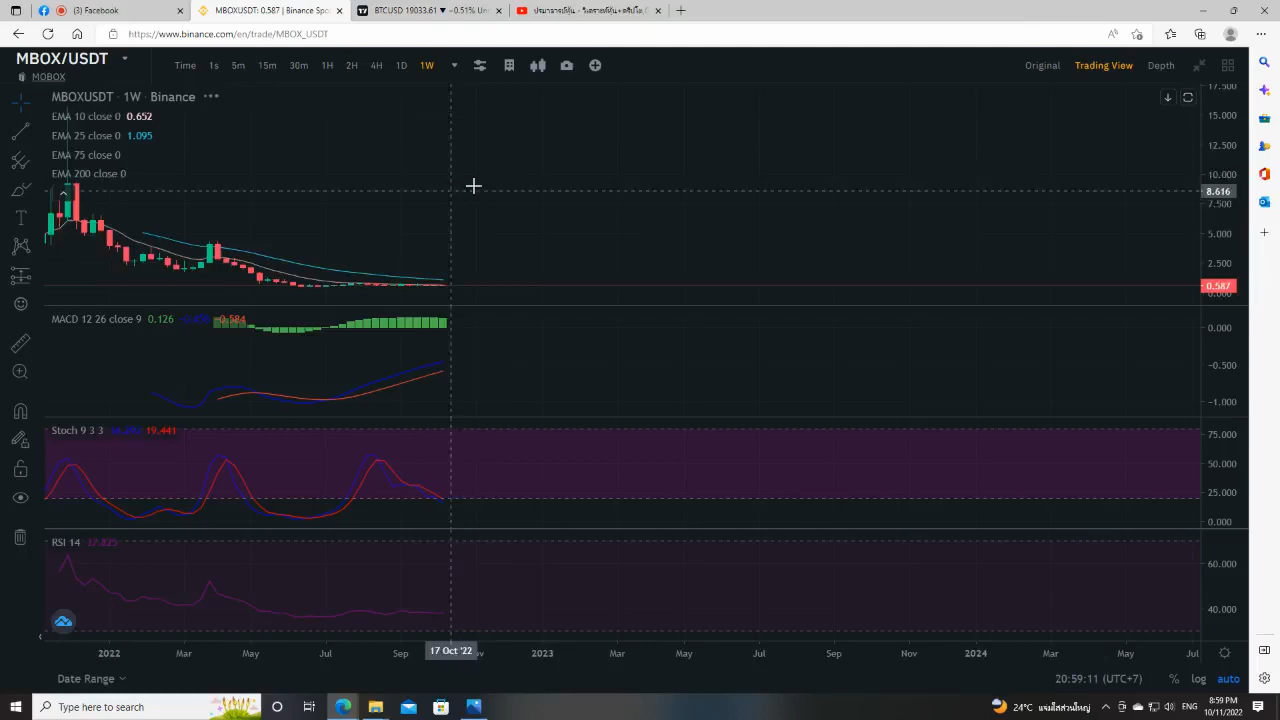 (3) Facebook
MBOXUSDT: 0.587 | Binance Spo
BTCUSD 19033.61 ▼ −0.51% Un
https://www.binance.com/en/trade/MBOX_USDT
MBOX/USDT
MOBOX
Time 1s 5m 15m 30m 1H 2H 4H 1D 1W
Original Trading View Depth
MBOXUSDT · 1W · Binance
EMA 10 close 0 0.652
EMA 25 close 0 1.095
EMA 75 close 0
EMA 200 close 0
17.500
15.000
12.500
10.000
8.616
7.500
5.000
2.500
0.587
0.000
MACD 12 26 close 9 0.126 0.584
0.000
−0.500
−1.000
Stoch 9 3 3 19.441
75.000
50.000
25.000
0.000
RSI 14 37.825
60.000
40.000
2022 Mar May Jul Sep 17 Oct '22 2023 Mar May Jul Sep Nov 2024 Mar May Jul
Date Range
20:59:11 (UTC+7) % log auto
Type here to search
24°C
8:59 PM
10/11/2022